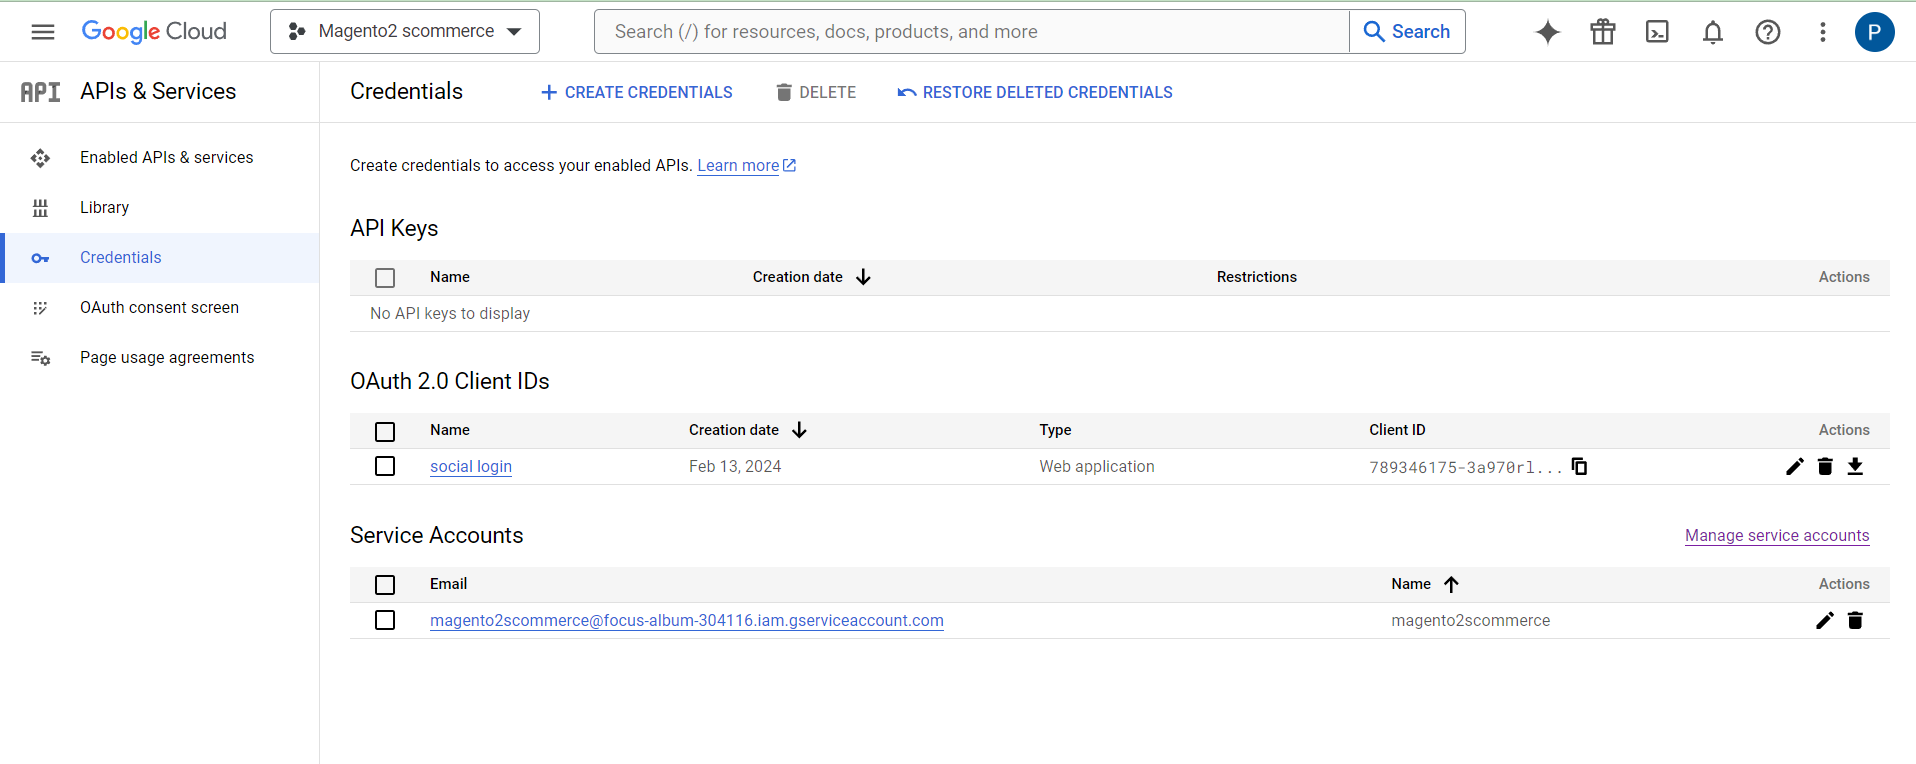 Google Cloud
Magento2 scommerce
Search (/) for resources, docs, products, and more
Search
P
API
APIs & Services
Credentials
CREATE CREDENTIALS
DELETE
RESTORE DELETED CREDENTIALS
Enabled APIs & services
Library
Credentials
OAuth consent screen
Page usage agreements
Create credentials to access your enabled APIs. Learn more
API Keys
Name Creation date Restrictions Actions
No API keys to display
OAuth 2.0 Client IDs
Name Creation date Type Client ID Actions
social login Feb 13, 2024 Web application 789346175-3a970rl...
Service Accounts
Manage service accounts
Email Name Actions
magento2scommerce@focus-album-304116.iam.gserviceaccount.com magento2scommerce